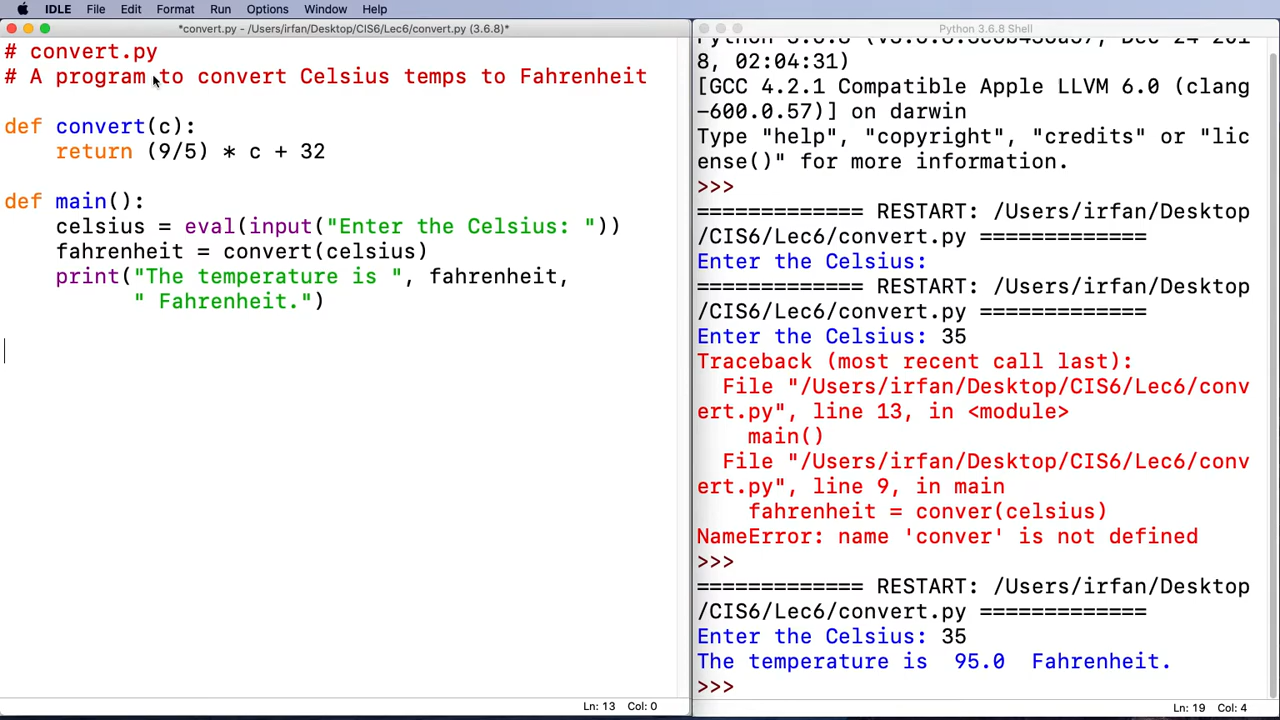 IDLE File Edit Format Run Options Window Help
*convert.py - /Users/irfan/Desktop/CIS6/Lec6/convert.py (3.6.8)*
# convert.py
# A program to convert Celsius temps to Fahrenheit
def convert(c):
return (9/5) * c + 32
def main():
celsius = eval(input("Enter the Celsius: "))
fahrenheit = convert(celsius)
print("The temperature is ", fahrenheit,
" Fahrenheit.")
Ln: 13 Col: 0
Python 3.6.8 Shell
8, 02:04:31)
[GCC 4.2.1 Compatible Apple LLVM 6.0 (clang
-600.0.57)] on darwin
Type "help", "copyright", "credits" or "lic
ense()" for more information.
>>>
============= RESTART: /Users/irfan/Desktop
/CIS6/Lec6/convert.py =============
Enter the Celsius:
============= RESTART: /Users/irfan/Desktop
/CIS6/Lec6/convert.py =============
Enter the Celsius: 35
Traceback (most recent call last):
File "/Users/irfan/Desktop/CIS6/Lec6/conv
ert.py", line 13, in <module>
main()
File "/Users/irfan/Desktop/CIS6/Lec6/conv
ert.py", line 9, in main
fahrenheit = conver(celsius)
NameError: name 'conver' is not defined
>>>
============= RESTART: /Users/irfan/Desktop
/CIS6/Lec6/convert.py =============
Enter the Celsius: 35
The temperature is  95.0  Fahrenheit.
>>>
Ln: 19 Col: 4